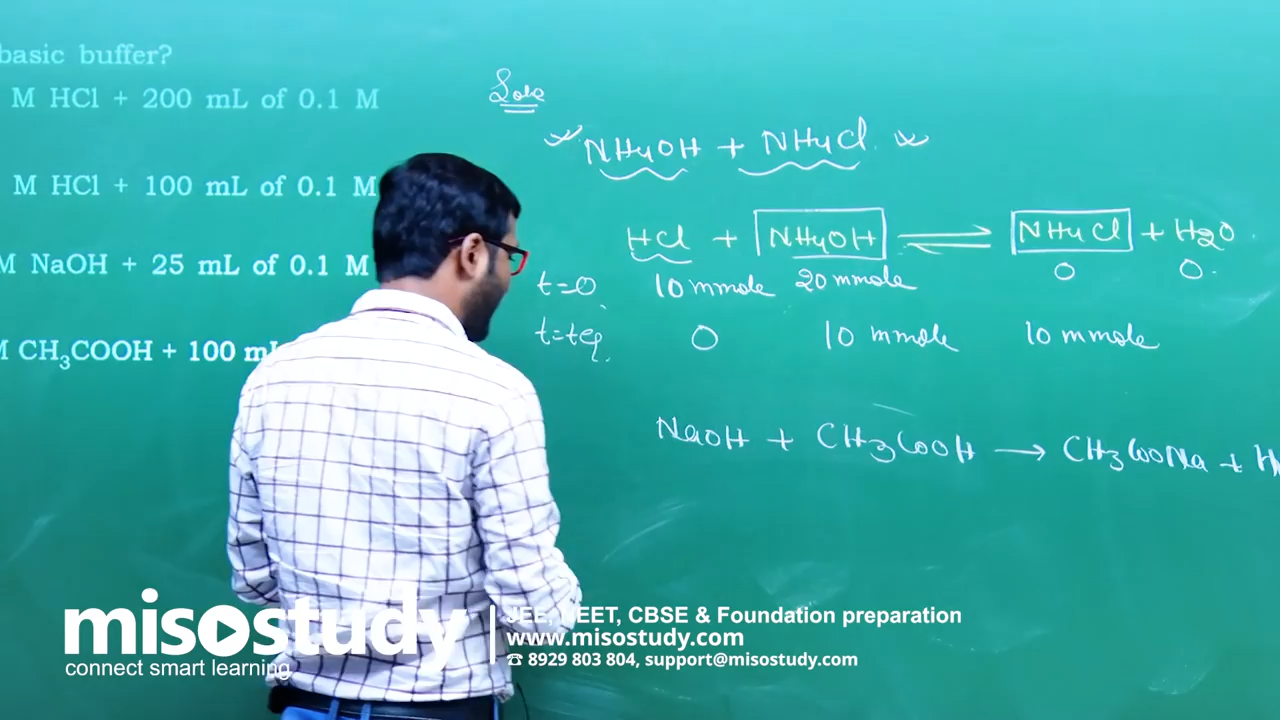 basic buffer?
M HCl + 200 mL of 0.1 M
M HCl + 100 mL of 0.1 M
M NaOH + 25 mL of 0.1 M
M CH₃COOH + 100 mL
Soln
NH4OH + NH4Cl
HCl + NH4OH ⇌ NH4Cl + H2O
t=0 10 mmole 20 mmole 0 0
t=teq. 0 10 mmole 10 mmole
NaOH + CH3COOH → CH3COONa + H
misostudy
connect smart learning
JEE, NEET, CBSE & Foundation preparation
www.misostudy.com
☎ 8929 803 804, support@misostudy.com